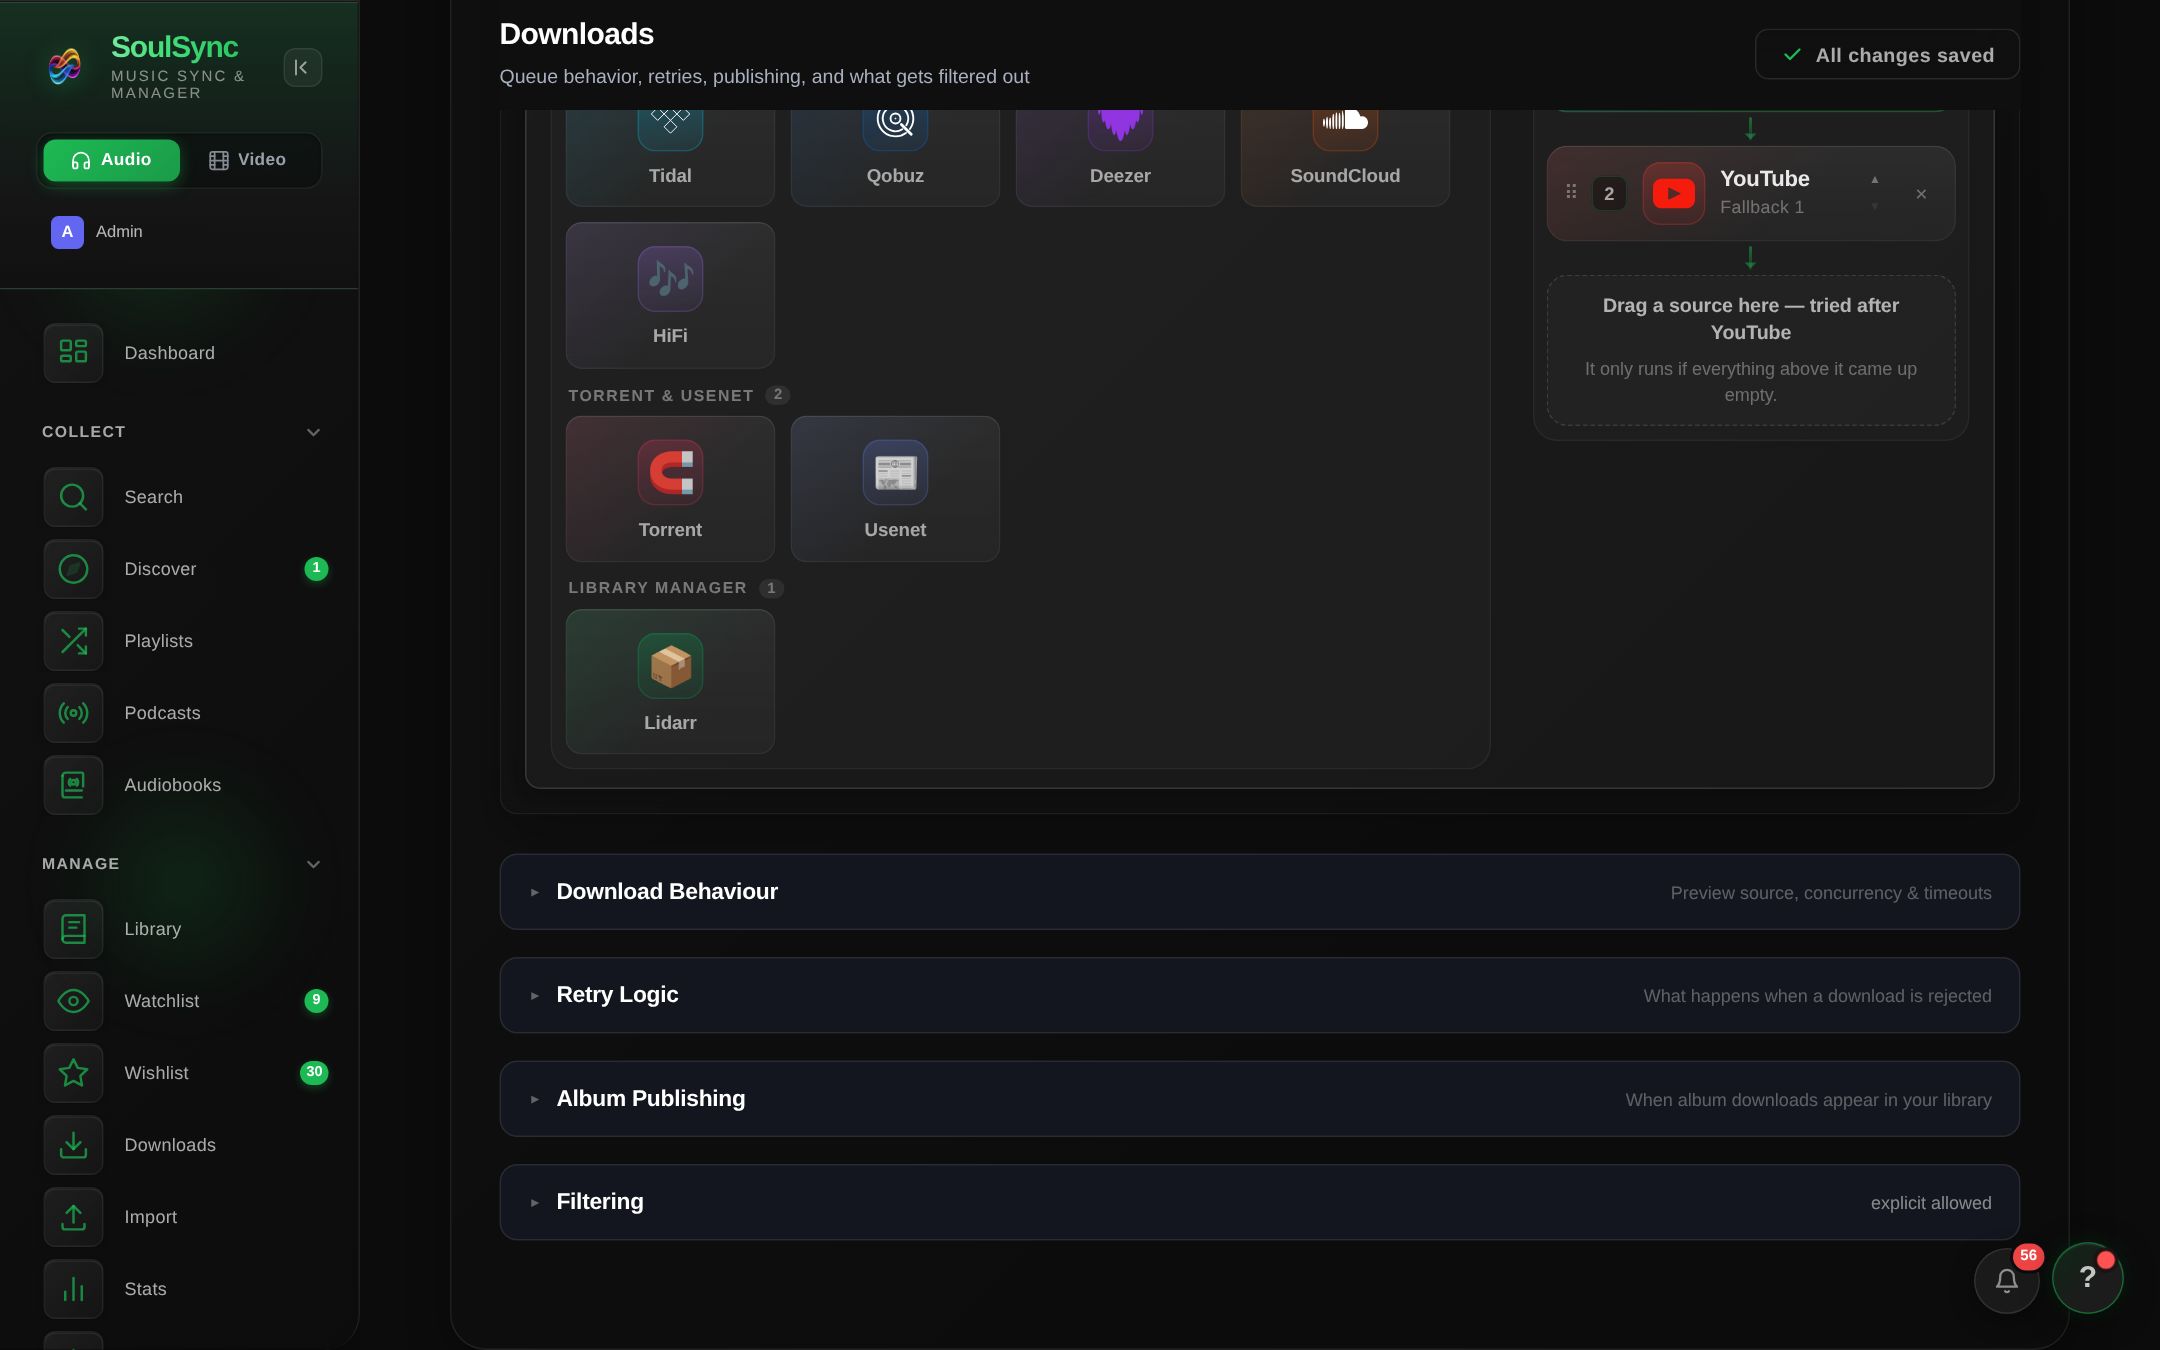 SoulSync
MUSIC SYNC &
MANAGER
Audio
Video
A
Admin
Dashboard
COLLECT
Search
Discover
1
Playlists
Podcasts
Audiobooks
MANAGE
Library
Watchlist
9
Wishlist
30
Downloads
Import
Stats
Downloads
Queue behavior, retries, publishing, and what gets filtered out
All changes saved
Tidal
Qobuz
Deezer
SoundCloud
HiFi
TORRENT & USENET 2
Torrent
Usenet
LIBRARY MANAGER 1
Lidarr
2
YouTube
Fallback 1
Drag a source here — tried after
YouTube
It only runs if everything above it came up
empty.
Download Behaviour
Preview source, concurrency & timeouts
Retry Logic
What happens when a download is rejected
Album Publishing
When album downloads appear in your library
Filtering
explicit allowed
56
?